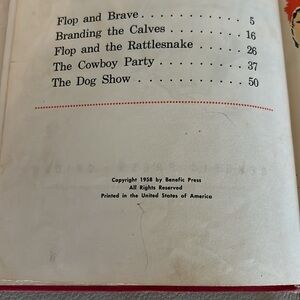 Flop and Brave . . . . . . . . . . . 5
Branding the Calves . . . . . . . . . 16
Flop and the Rattlesnake . . . . . . . 26
The Cowboy Party . . . . . . . . . . 37
The Dog Show . . . . . . . . . . . . 50
Copyright 1958 by Benefic Press
All Rights Reserved
Printed in the United States of America